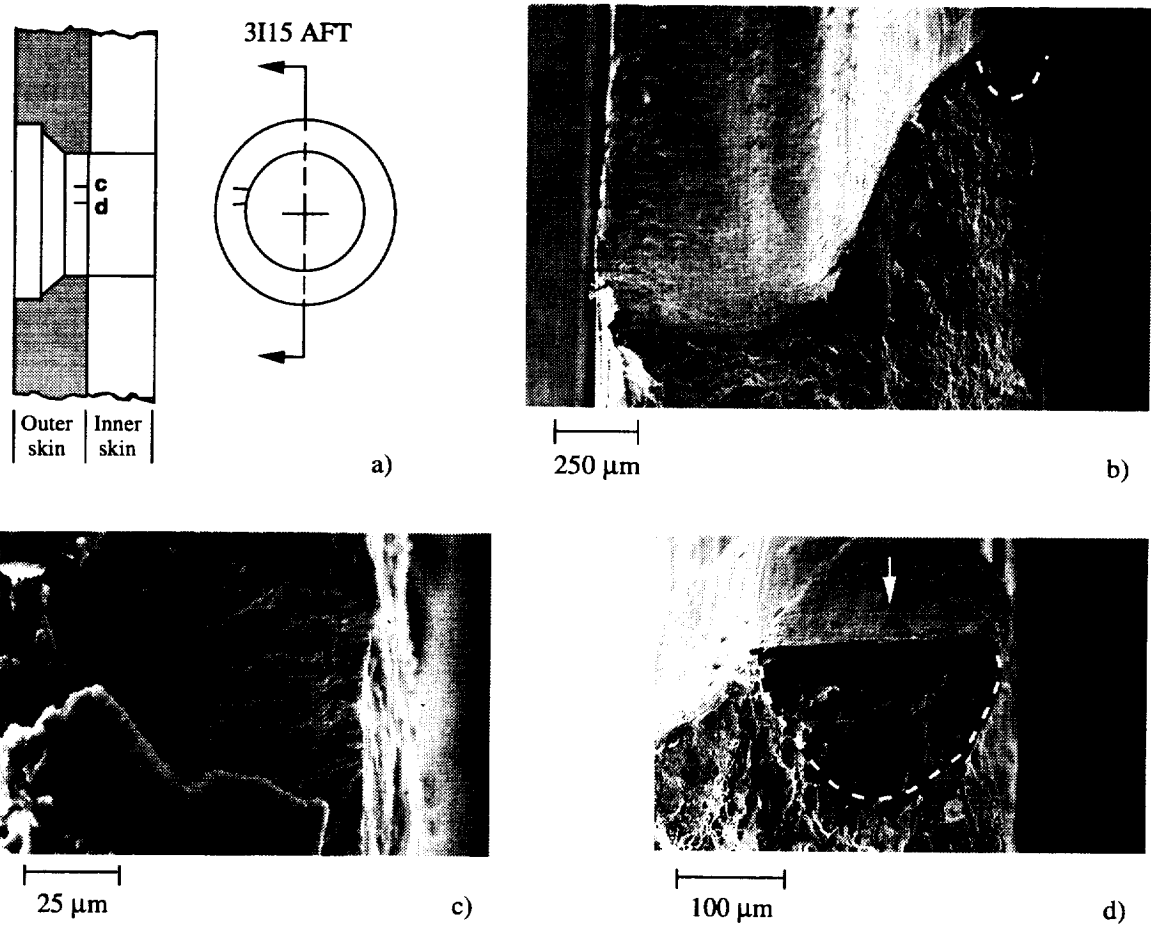 3I15 AFT
c
d
Outer skin
Inner skin
a)
250 μm
b)
25 μm
c)
100 μm
d)